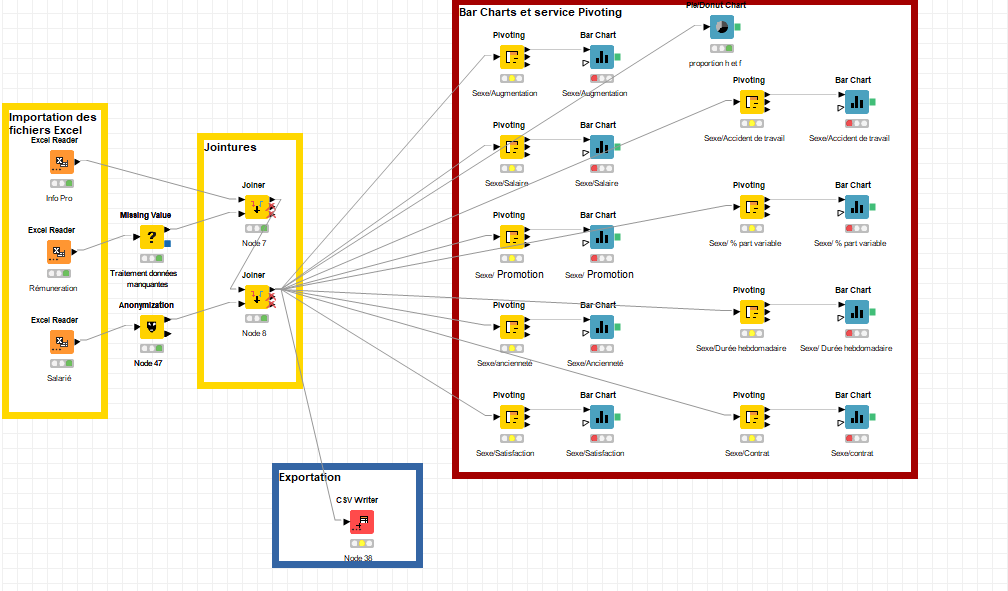 Importation des
fichiers Excel
Excel Reader
Info Pro
Excel Reader
Rémuneration
Excel Reader
Salarié
Missing Value
?
Traitement données
manquantes
Anonymization
Node 47
Jointures
Joiner
Node 7
Joiner
Node 8
Exportation
CSV Writer
Node 38
Bar Charts et service Pivoting
Pie/Donut Chart
proportion h et f
Pivoting
Bar Chart
Sexe/Augmentation
Sexe/Augmentation
Pivoting
Bar Chart
Sexe/Salaire
Sexe/Salaire
Pivoting
Bar Chart
Sexe/ Promotion
Sexe/ Promotion
Pivoting
Bar Chart
Sexe/ancienneté
Sexe/Ancienneté
Pivoting
Bar Chart
Sexe/Satisfaction
Sexe/Satisfaction
Pivoting
Bar Chart
Sexe/Accident de travail
Sexe/Accident de travail
Pivoting
Bar Chart
Sexe/ % part variable
Sexe/ % part variable
Pivoting
Bar Chart
Sexe/Durée hebdomadaire
Sexe/ Durée hebdomadaire
Pivoting
Bar Chart
Sexe/Contrat
Sexe/contrat